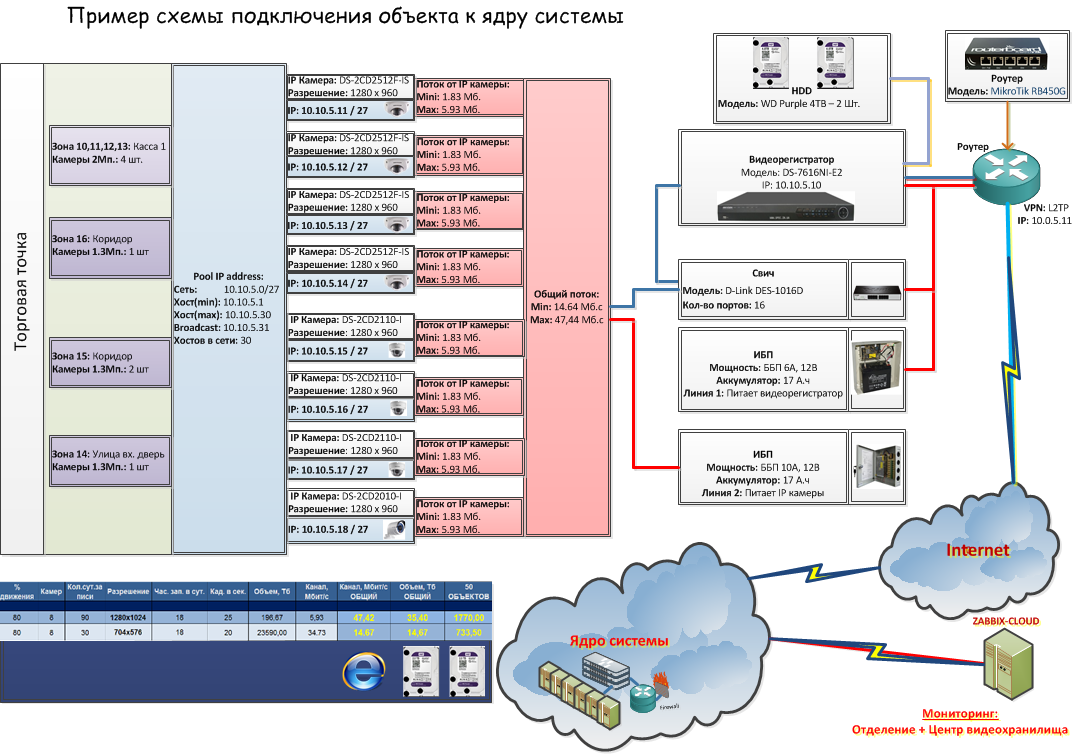 Пример схемы подключения объекта к ядру системы
Торговая точка
Зона 10,11,12,13: Касса 1
Камеры 2Мп.: 4 шт.
Зона 16: Коридор
Камеры 1.3Мп.: 1 шт
Зона 15: Коридор
Камеры 1.3Мп.: 2 шт
Зона 14: Улица вх. дверь
Камеры 1.3Мп.: 1 шт
Pool IP address:
Сеть: 10.10.5.0/27
Хост(min): 10.10.5.1
Хост(max): 10.10.5.30
Broadcast: 10.10.5.31
Хостов в сети: 30
IP Камера: DS-2CD2512F-IS
Разрешение: 1280 x 960
IP: 10.10.5.11 / 27
IP Камера: DS-2CD2512F-IS
Разрешение: 1280 x 960
IP: 10.10.5.12 / 27
IP Камера: DS-2CD2512F-IS
Разрешение: 1280 x 960
IP: 10.10.5.13 / 27
IP Камера: DS-2CD2512F-IS
Разрешение: 1280 x 960
IP: 10.10.5.14 / 27
IP Камера: DS-2CD2110-I
Разрешение: 1280 x 960
IP: 10.10.5.15 / 27
IP Камера: DS-2CD2110-I
Разрешение: 1280 x 960
IP: 10.10.5.16 / 27
IP Камера: DS-2CD2110-I
Разрешение: 1280 x 960
IP: 10.10.5.17 / 27
IP Камера: DS-2CD2010-I
Разрешение: 1280 x 960
IP: 10.10.5.18 / 27
Поток от IP камеры:
Mini: 1.83 Мб.
Max: 5.93 Мб.
Поток от IP камеры:
Mini: 1.83 Мб.
Max: 5.93 Мб.
Поток от IP камеры:
Mini: 1.83 Мб.
Max: 5.93 Мб.
Поток от IP камеры:
Mini: 1.83 Мб.
Max: 5.93 Мб.
Поток от IP камеры:
Mini: 1.83 Мб.
Max: 5.93 Мб.
Поток от IP камеры:
Mini: 1.83 Мб.
Max: 5.93 Мб.
Поток от IP камеры:
Mini: 1.83 Мб.
Max: 5.93 Мб.
Поток от IP камеры:
Mini: 1.83 Мб.
Max: 5.93 Мб.
Общий поток:
Min: 14.64 Мб.с
Max: 47,44 Мб.с
HDD
Модель: WD Purple 4TB – 2 Шт.
routerboard
Роутер
Модель: MikroTik RB450G
Видеорегистратор
Модель: DS-7616NI-E2
IP: 10.10.5.10
Роутер
VPN: L2TP
IP: 10.0.5.11
Свич
Модель: D-Link DES-1016D
Кол-во портов: 16
ИБП
Мощность: ББП 6А, 12В
Аккумулятор: 17 А.ч
Линия 1: Питает видеорегистратор
ИБП
Мощность: ББП 10А, 12В
Аккумулятор: 17 А.ч
Линия 2: Питает IP камеры
Internet
Ядро системы
Firewall
ZABBIX-CLOUD
Мониторинг:
Отделение + Центр видеохранилища
% движения Камер Кол.сут.за писи Разрешение Час. зап. в сут. Кад. в сек. Объем, Тб Канал, Мбит/с Канал, Мбит/с ОБЩИЙ Объем, Тб ОБЩИЙ 50 ОБЪЕКТОВ
80 8 90 1280x1024 18 25 196,67 5,93 47,42 35,40 1770,00
80 8 30 704x576 18 20 23590,00 34.73 14,67 14,67 733,50